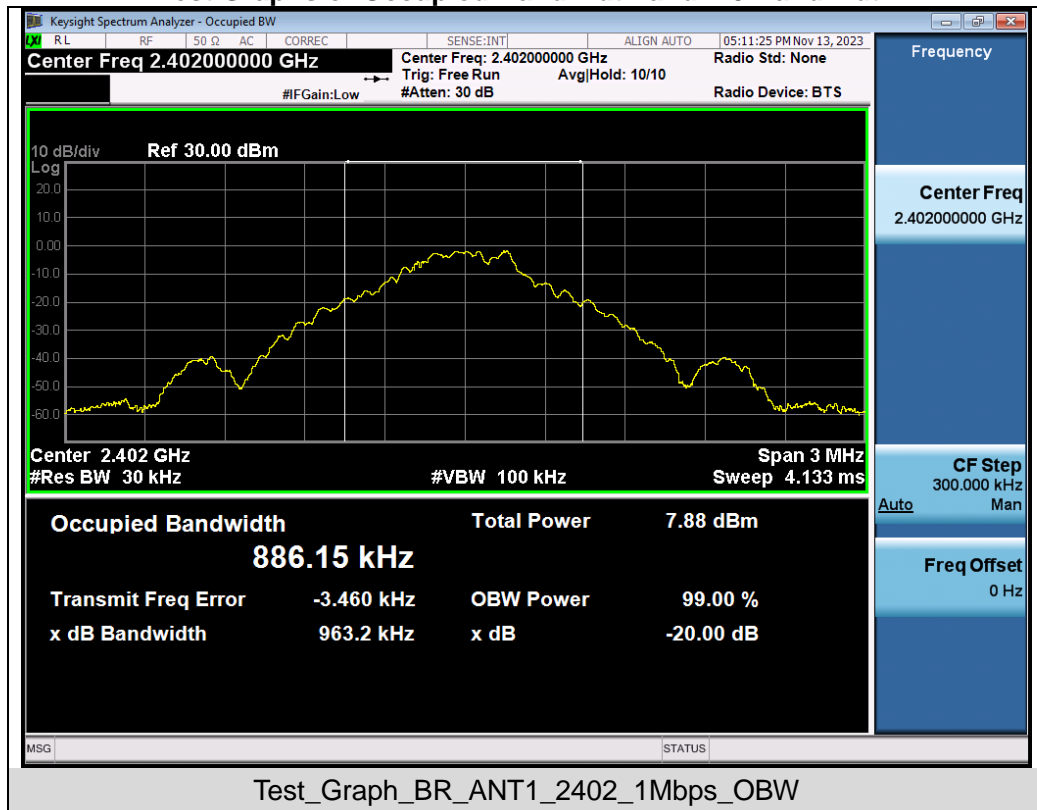 Keysight Spectrum Analyzer - Occupied BW
LXI RL RF 50 Ω AC CORREC SENSE:INT ALIGN AUTO 05:11:25 PM Nov 13, 2023
Center Freq 2.402000000 GHz
Center Freq: 2.402000000 GHz
Radio Std: None
Trig: Free Run Avg|Hold: 10/10
#IFGain:Low
#Atten: 30 dB
Radio Device: BTS
10 dB/div Ref 30.00 dBm
Log
20.0
10.0
0.00
-10.0
-20.0
-30.0
-40.0
-50.0
-60.0
Center 2.402 GHz
Span 3 MHz
#Res BW 30 kHz
#VBW 100 kHz
Sweep 4.133 ms
Occupied Bandwidth
886.15 kHz
Total Power 7.88 dBm
Transmit Freq Error -3.460 kHz
OBW Power 99.00 %
x dB Bandwidth 963.2 kHz
x dB -20.00 dB
Frequency
Center Freq
2.402000000 GHz
CF Step
300.000 kHz
Auto Man
Freq Offset
0 Hz
MSG
STATUS
Test_Graph_BR_ANT1_2402_1Mbps_OBW